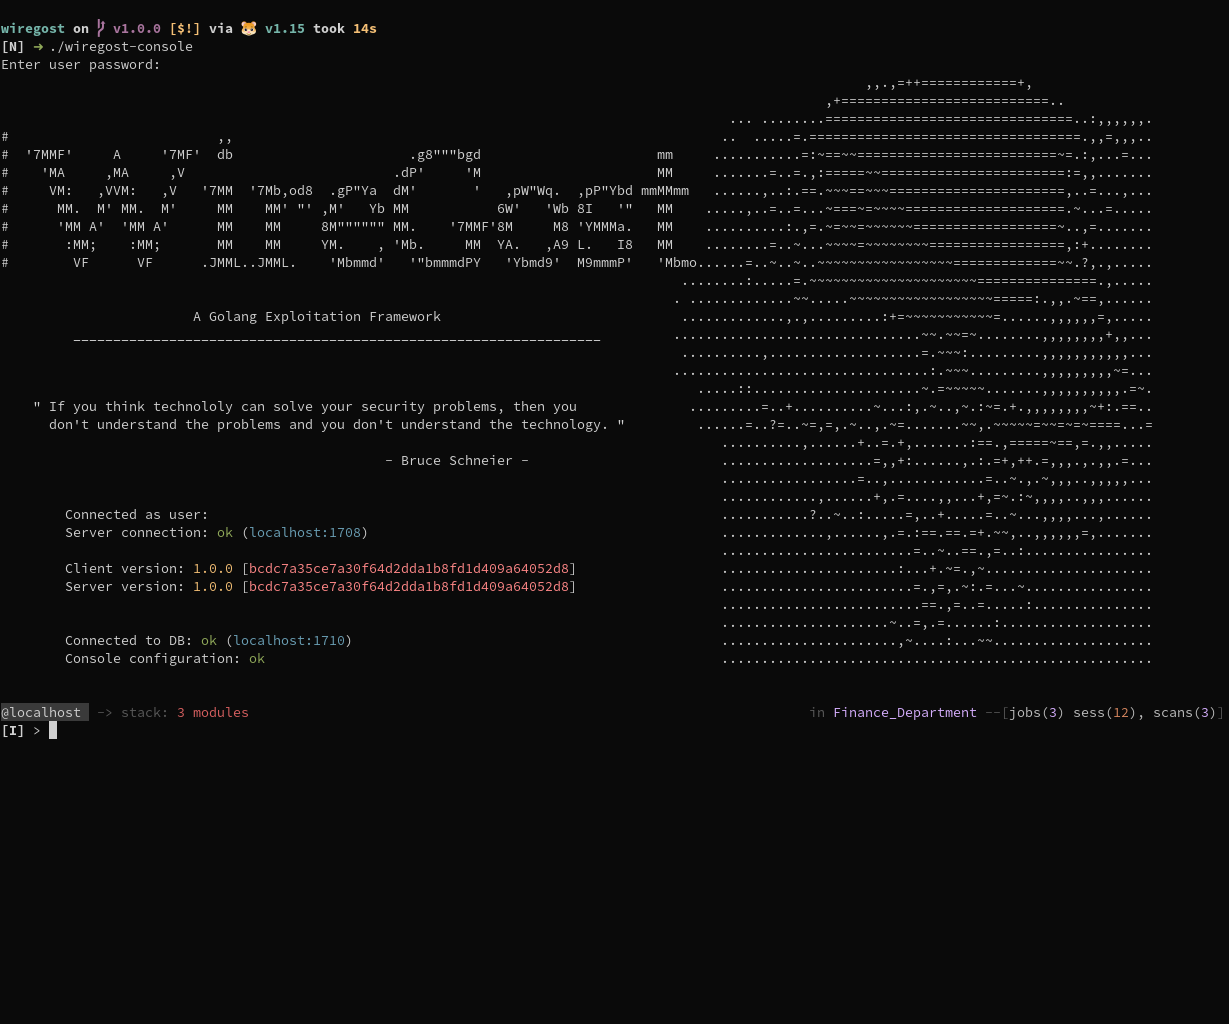 wiregost on v1.0.0 [$!] via v1.15 took 14s
[N] ➜ ./wiregost-console
Enter user password:
A Golang Exploitation Framework
" If you think technololy can solve your security problems, then you
don't understand the problems and you don't understand the technology. "
- Bruce Schneier -
Connected as user:
Server connection: ok (localhost:1708)
Client version: 1.0.0 [bcdc7a35ce7a30f64d2dda1b8fd1d409a64052d8]
Server version: 1.0.0 [bcdc7a35ce7a30f64d2dda1b8fd1d409a64052d8]
Connected to DB: ok (localhost:1710)
Console configuration: ok
@localhost -> stack: 3 modules in Finance_Department --[jobs(3) sess(12), scans(3)]
[I] >